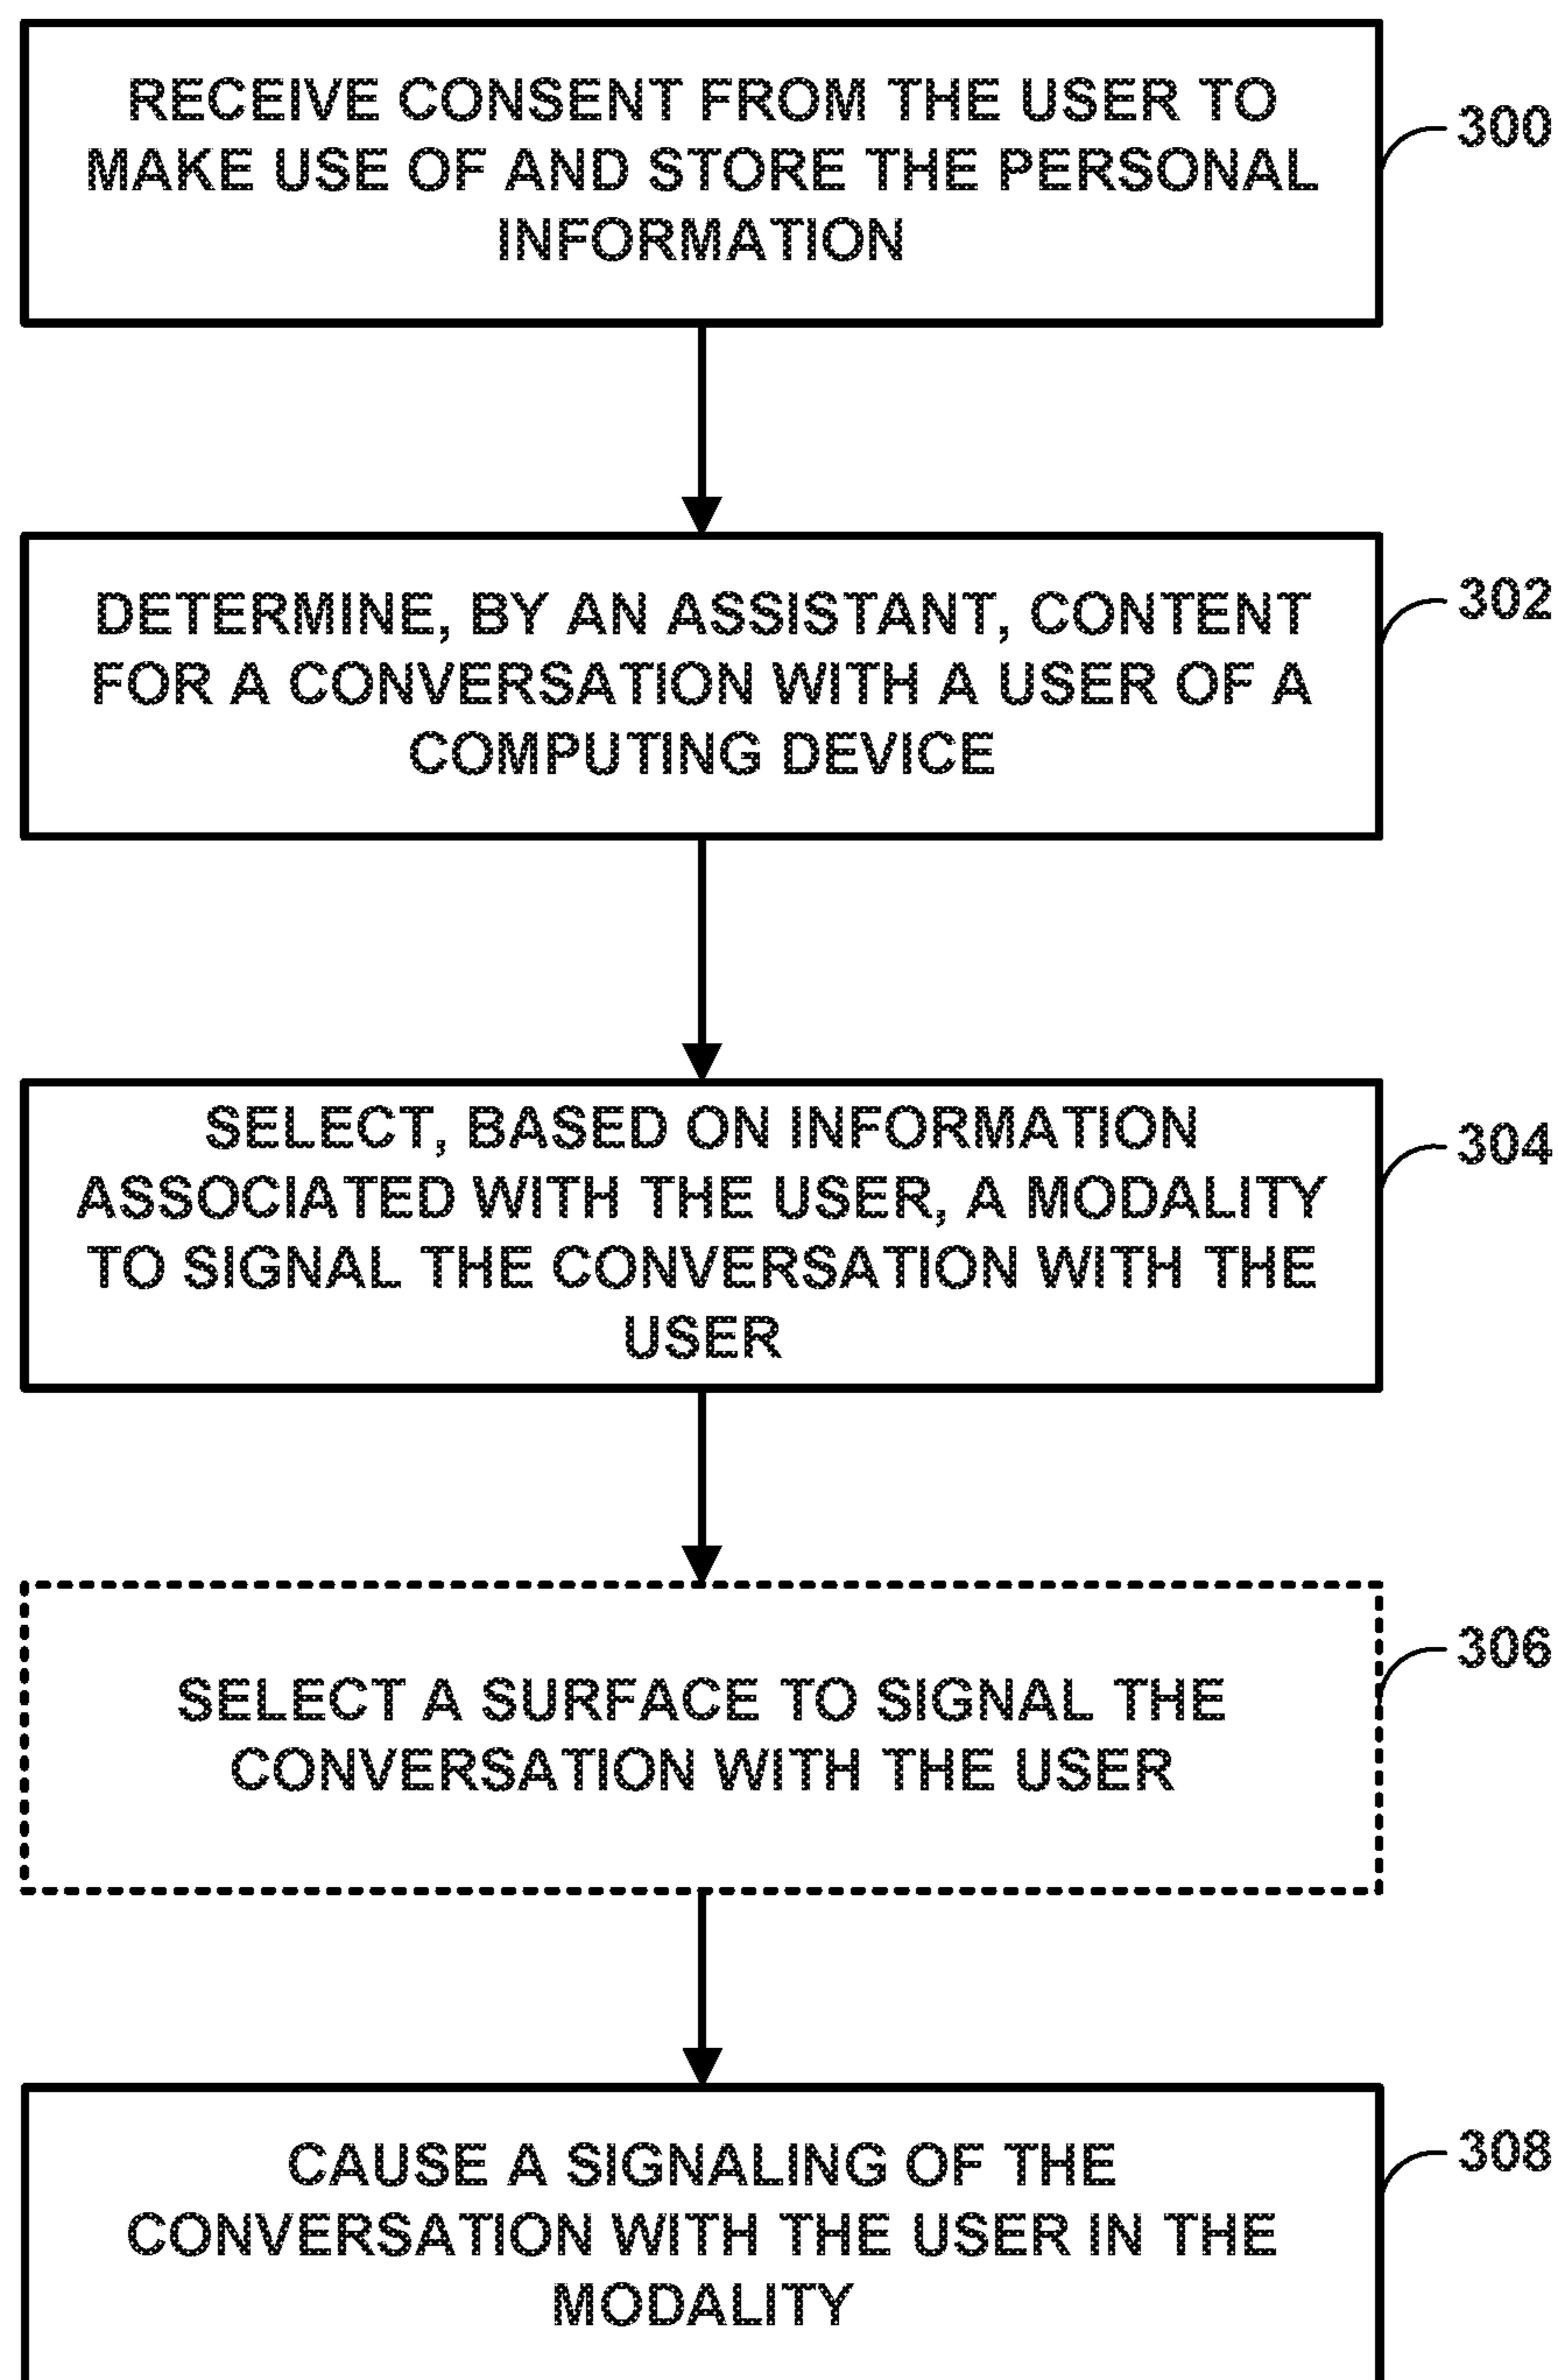 RECEIVE CONSENT FROM THE USER TO
MAKE USE OF AND STORE THE PERSONAL
INFORMATION
300
DETERMINE, BY AN ASSISTANT, CONTENT
FOR A CONVERSATION WITH A USER OF A
COMPUTING DEVICE
302
SELECT, BASED ON INFORMATION
ASSOCIATED WITH THE USER, A MODALITY
TO SIGNAL THE CONVERSATION WITH THE
USER
304
SELECT A SURFACE TO SIGNAL THE
CONVERSATION WITH THE USER
306
CAUSE A SIGNALING OF THE
CONVERSATION WITH THE USER IN THE
MODALITY
308